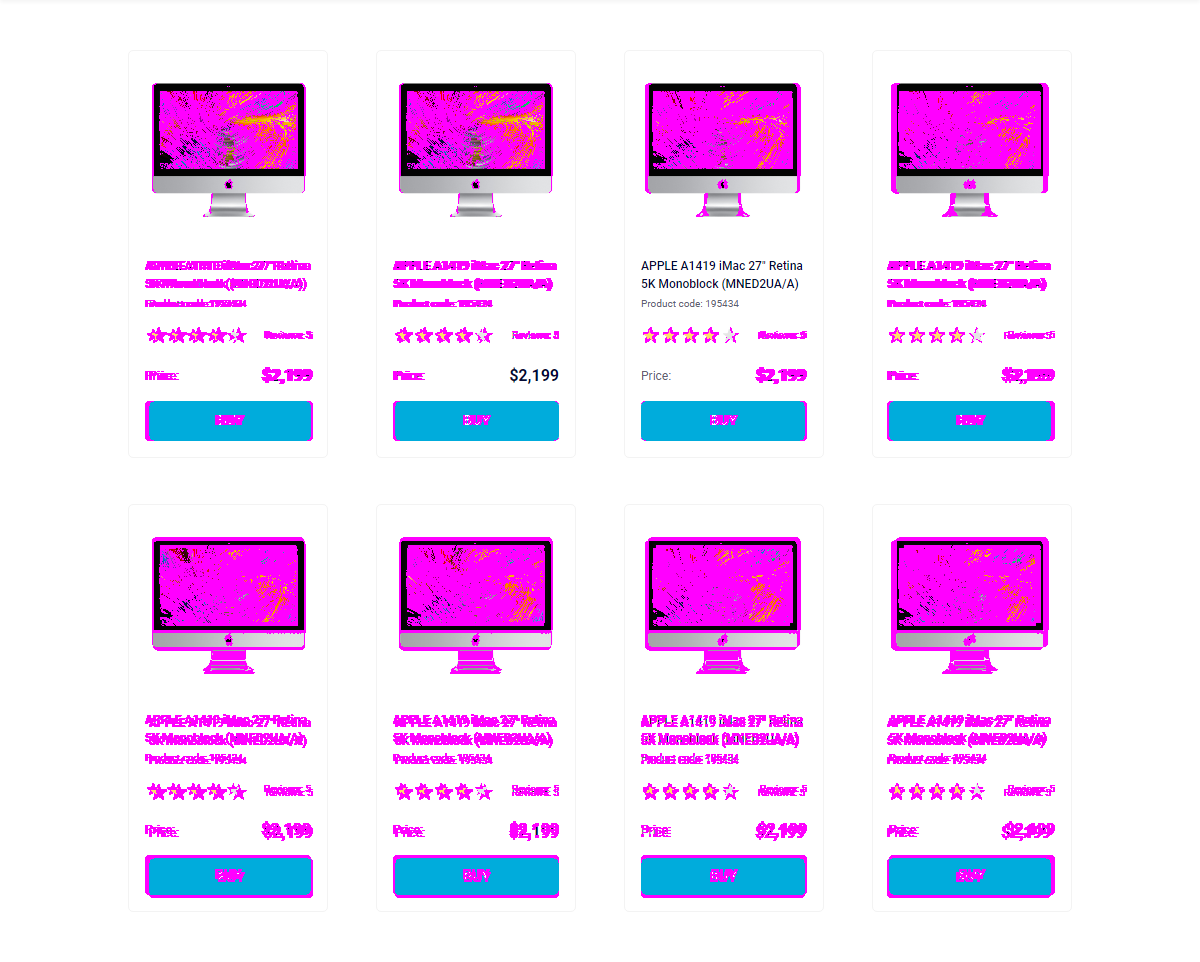 APPLE A1419 iMac 27" Retina
5K Monoblock (MNED2UA/A)
Product code: 195434
Reviews: 5
Price: $2,199
BUY
APPLE A1419 iMac 27" Retina
5K Monoblock (MNED2UA/A)
Product code: 195434
Reviews: 5
Price: $2,199
BUY
APPLE A1419 iMac 27" Retina
5K Monoblock (MNED2UA/A)
Product code: 195434
Reviews: 5
Price: $2,199
BUY
APPLE A1419 iMac 27" Retina
5K Monoblock (MNED2UA/A)
Product code: 195434
Reviews: 5
Price: $2,199
BUY
APPLE A1419 iMac 27" Retina
5K Monoblock (MNED2UA/A)
Product code: 195434
Reviews: 5
Price: $2,199
BUY
APPLE A1419 iMac 27" Retina
5K Monoblock (MNED2UA/A)
Product code: 195434
Reviews: 5
Price: $2,199
BUY
APPLE A1419 iMac 27" Retina
5K Monoblock (MNED2UA/A)
Product code: 195434
Reviews: 5
Price: $2,199
BUY
APPLE A1419 iMac 27" Retina
5K Monoblock (MNED2UA/A)
Product code: 195434
Reviews: 5
Price: $2,199
BUY